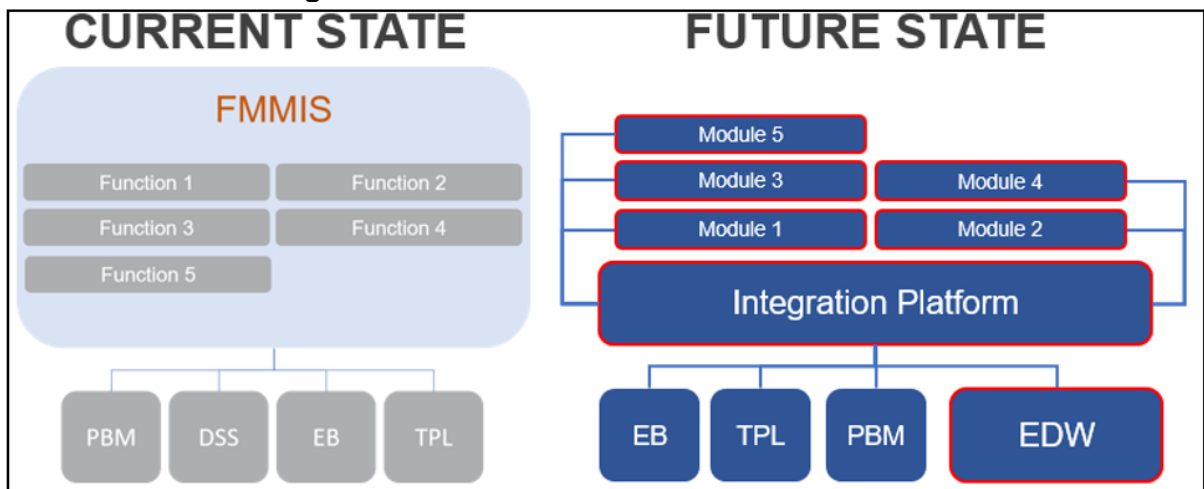 CURRENT STATE
FMMIS
Function 1
Function 2
Function 3
Function 4
Function 5
PBM
DSS
EB
TPL
FUTURE STATE
Module 5
Module 3
Module 4
Module 1
Module 2
Integration Platform
EB
TPL
PBM
EDW